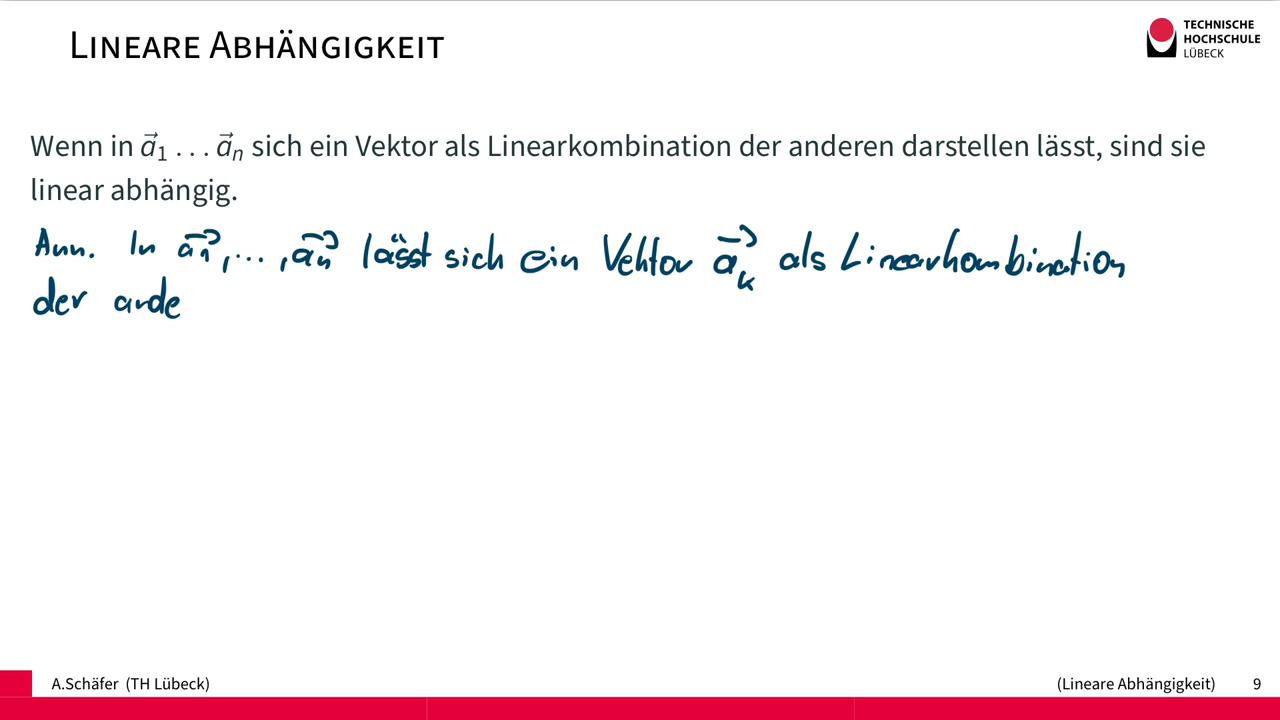 LINEARE ABHÄNGIGKEIT
TECHNISCHE
HOCHSCHULE
LÜBECK
Wenn in a⃗₁ … a⃗ₙ sich ein Vektor als Linearkombination der anderen darstellen lässt, sind sie
linear abhängig.
Ann. In a⃗₁, … , a⃗ₙ lässt sich ein Vektor a⃗ₖ als Linearkombination
der ande
A.Schäfer (TH Lübeck)
(Lineare Abhängigkeit) 9